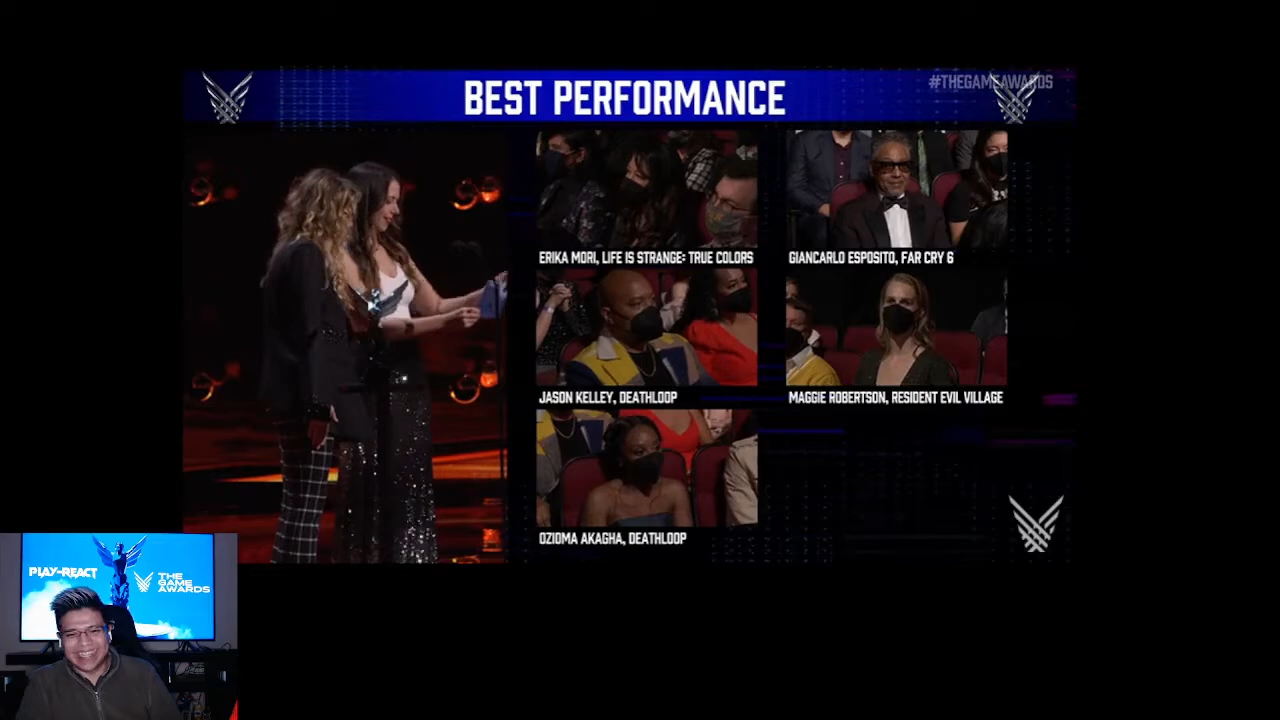 BEST PERFORMANCE
#THEGAMEAWARDS
ERIKA MORI, LIFE IS STRANGE: TRUE COLORS
GIANCARLO ESPOSITO, FAR CRY 6
JASON KELLEY, DEATHLOOP
MAGGIE ROBERTSON, RESIDENT EVIL VILLAGE
OZIOMA AKAGHA, DEATHLOOP
PLAY-REACT
THE
GAME
AWARDS